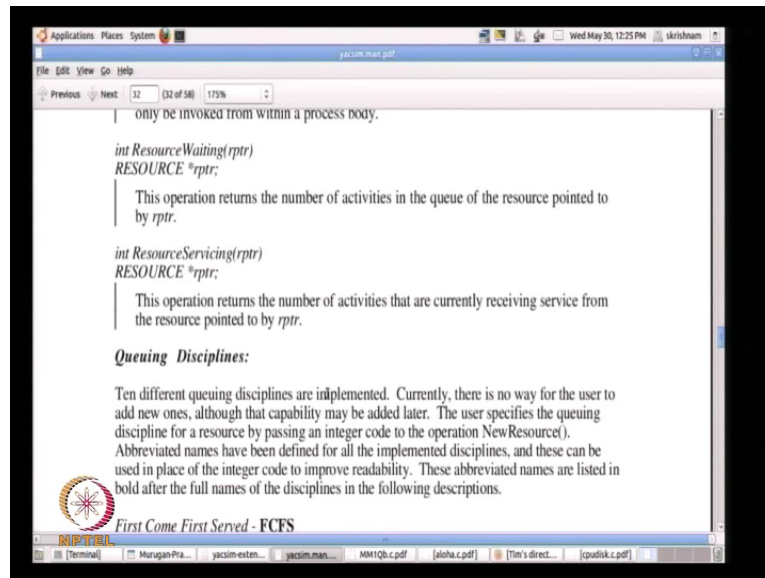 Applications Places System Wed May 30, 12:25 PM skrishnam
yacsim.man.pdf
File Edit View Go Help
Previous Next 32 (32 of 58) 175%
only be invoked from within a process body.
int ResourceWaiting(rptr)
RESOURCE *rptr;
This operation returns the number of activities in the queue of the resource pointed to
by rptr.
int ResourceServicing(rptr)
RESOURCE *rptr;
This operation returns the number of activities that are currently receiving service from
the resource pointed to by rptr.
Queuing Disciplines:
Ten different queuing disciplines are implemented. Currently, there is no way for the user to
add new ones, although that capability may be added later. The user specifies the queuing
discipline for a resource by passing an integer code to the operation NewResource().
Abbreviated names have been defined for all the implemented disciplines, and these can be
used in place of the integer code to improve readability. These abbreviated names are listed in
bold after the full names of the disciplines in the following descriptions.
First Come First Served - FCFS
NPTEL
[Terminal] Murugan-Pra... yacsim-exten... yacsim.man.... MM1Qb.c.pdf [aloha.c.pdf] [Tim's direct... [cpudisk.c.pdf]